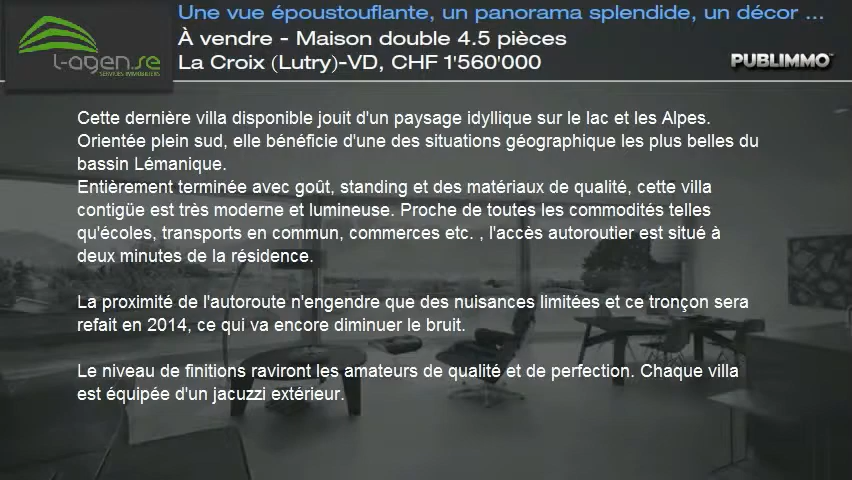 Une vue époustouflante, un panorama splendide, un décor ...
À vendre - Maison double 4.5 pièces
La Croix (Lutry)-VD, CHF 1'560'000
l-agen.se
SERVICES IMMOBILIERS
PUBLIMMO
Cette dernière villa disponible jouit d'un paysage idyllique sur le lac et les Alpes.
Orientée plein sud, elle bénéficie d'une des situations géographique les plus belles du
bassin Lémanique.
Entièrement terminée avec goût, standing et des matériaux de qualité, cette villa
contigüe est très moderne et lumineuse. Proche de toutes les commodités telles
qu'écoles, transports en commun, commerces etc. , l'accès autoroutier est situé à
deux minutes de la résidence.
La proximité de l'autoroute n'engendre que des nuisances limitées et ce tronçon sera
refait en 2014, ce qui va encore diminuer le bruit.
Le niveau de finitions raviront les amateurs de qualité et de perfection. Chaque villa
est équipée d'un jacuzzi extérieur.